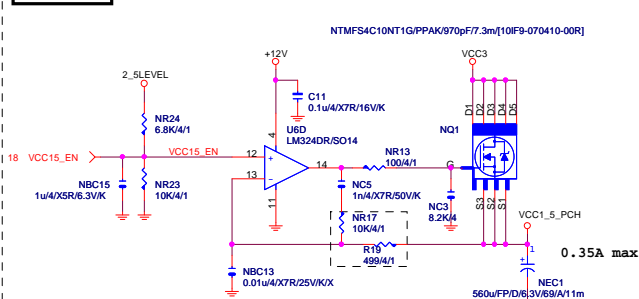 NTMFS4C10NT1G/PPAK/970pF/7.3m/[10IF9-070410-00R]
+12V
VCC3
2_5LEVEL
C11
0.1u/4/X7R/16V/K
D1
D2
D3
D4
D5
NR24
6.8K/4/1
U6D
LM324DR/SO14
4
NQ1
18 VCC15_EN
VCC15_EN
12
+
13
-
14
11
NR13
100/4/1
G
NBC15
1u/4/X5R/6.3V/K
NR23
10K/4/1
NC5
1n/4/X7R/50V/K
NC3
8.2K/4
S3
S2
S1
NR17
10K/4/1
VCC1_5_PCH
R19
499/4/1
1
0.35A max
+
NBC13
0.01u/4/X7R/25V/K/X
NEC1
560u/FP/D/6.3V/69/A/11m